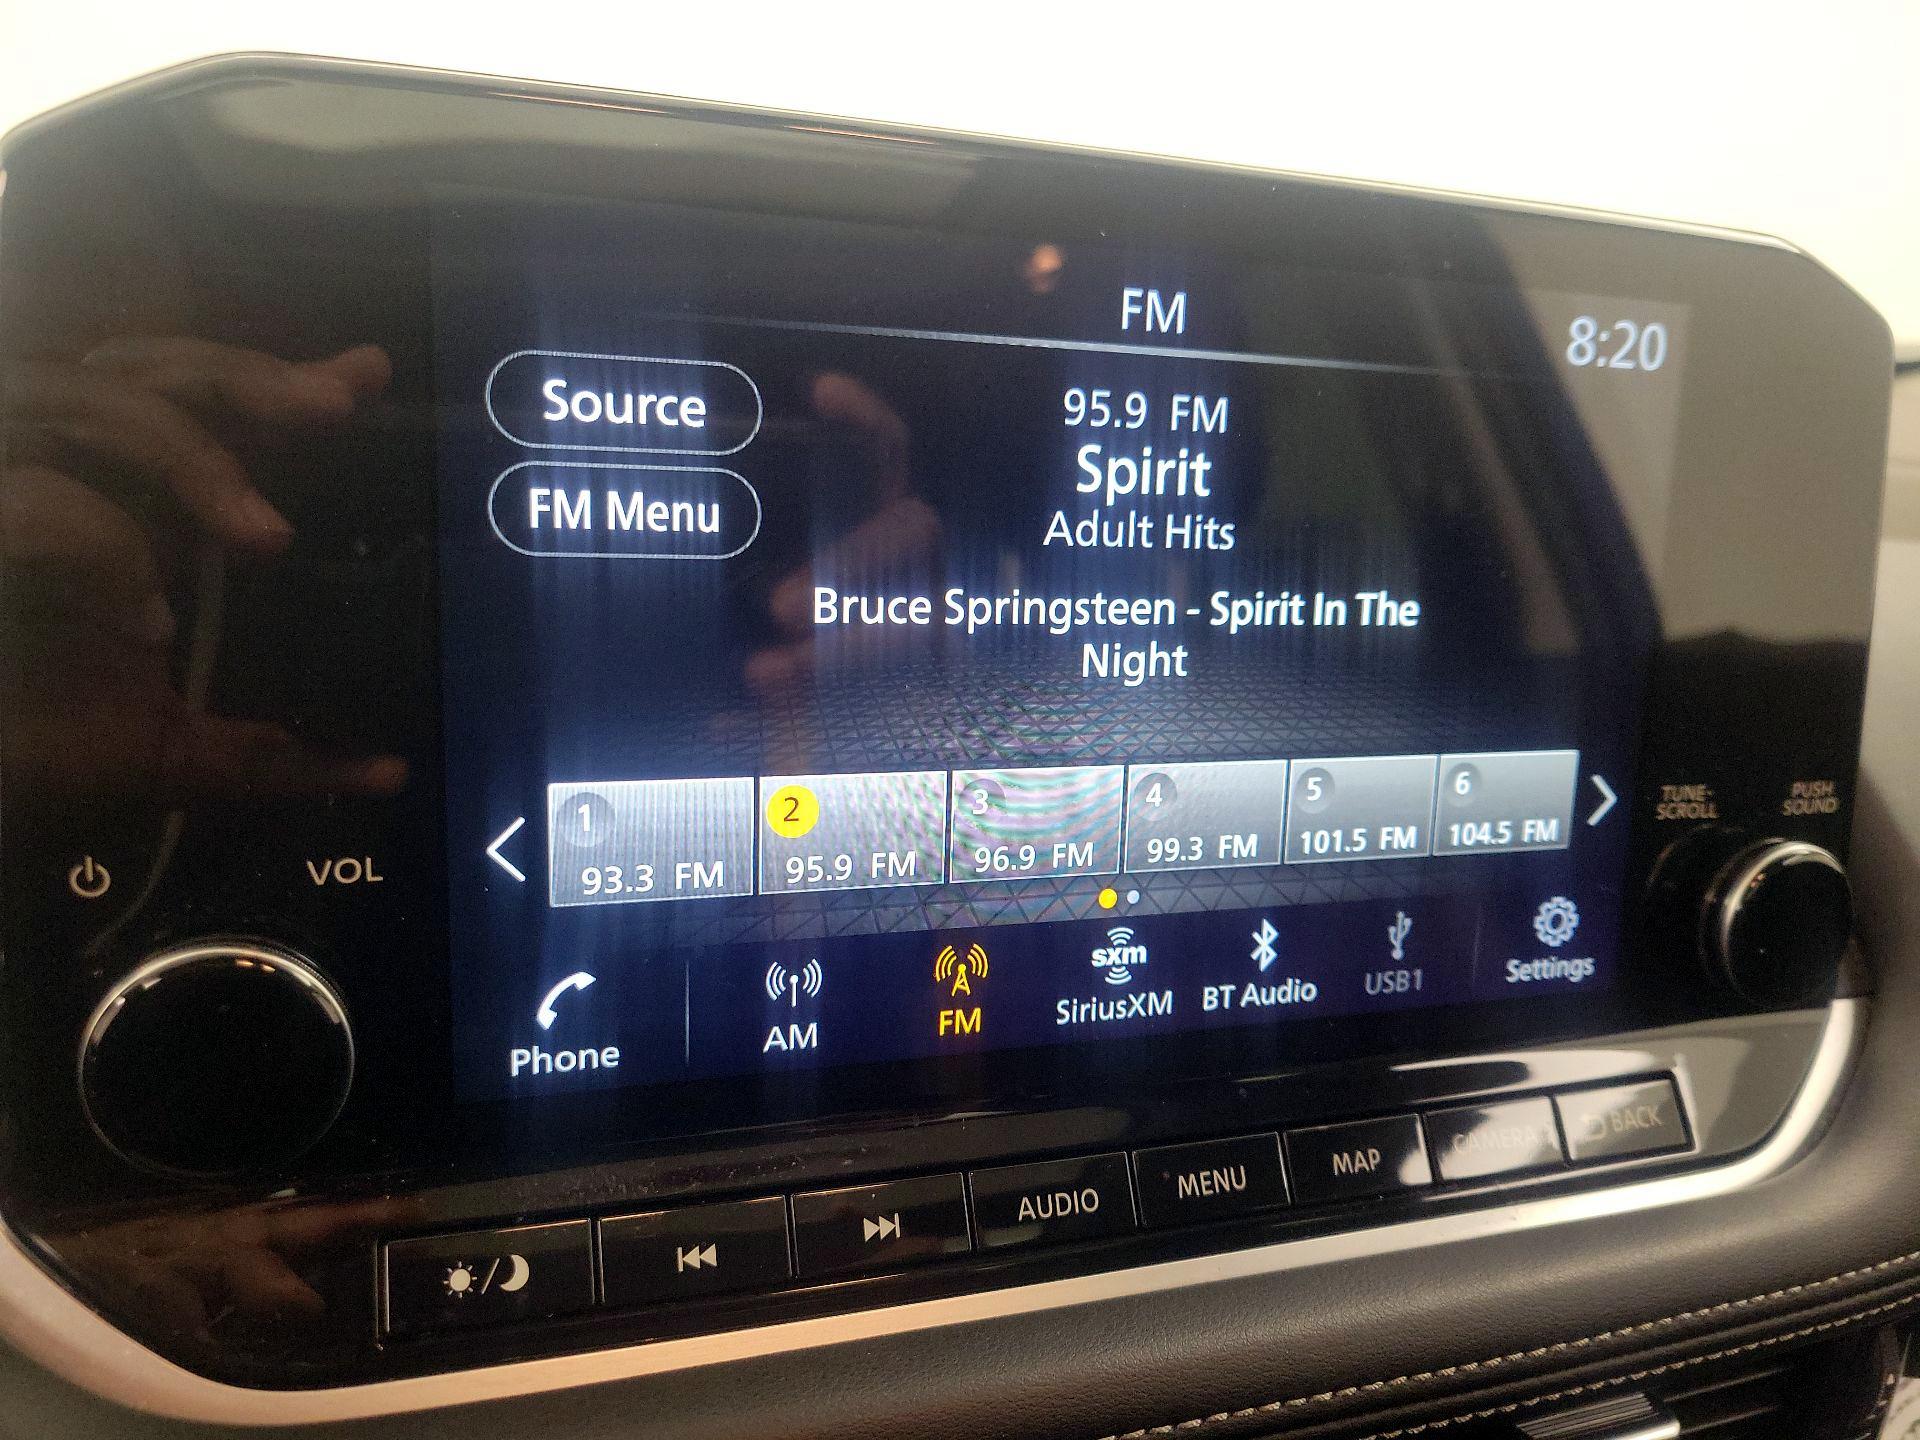 FM
8:20
Source
FM Menu
95.9 FM
Spirit
Adult Hits
Bruce Springsteen - Spirit In The
Night
1
93.3 FM
2
95.9 FM
3
96.9 FM
4
99.3 FM
5
101.5 FM
6
104.5 FM
TUNE-
SCROLL
PUSH
SOUND
VOL
Phone
AM
FM
sxm
SiriusXM
BT Audio
USB1
Settings
AUDIO
MENU
MAP
CAMERA
BACK